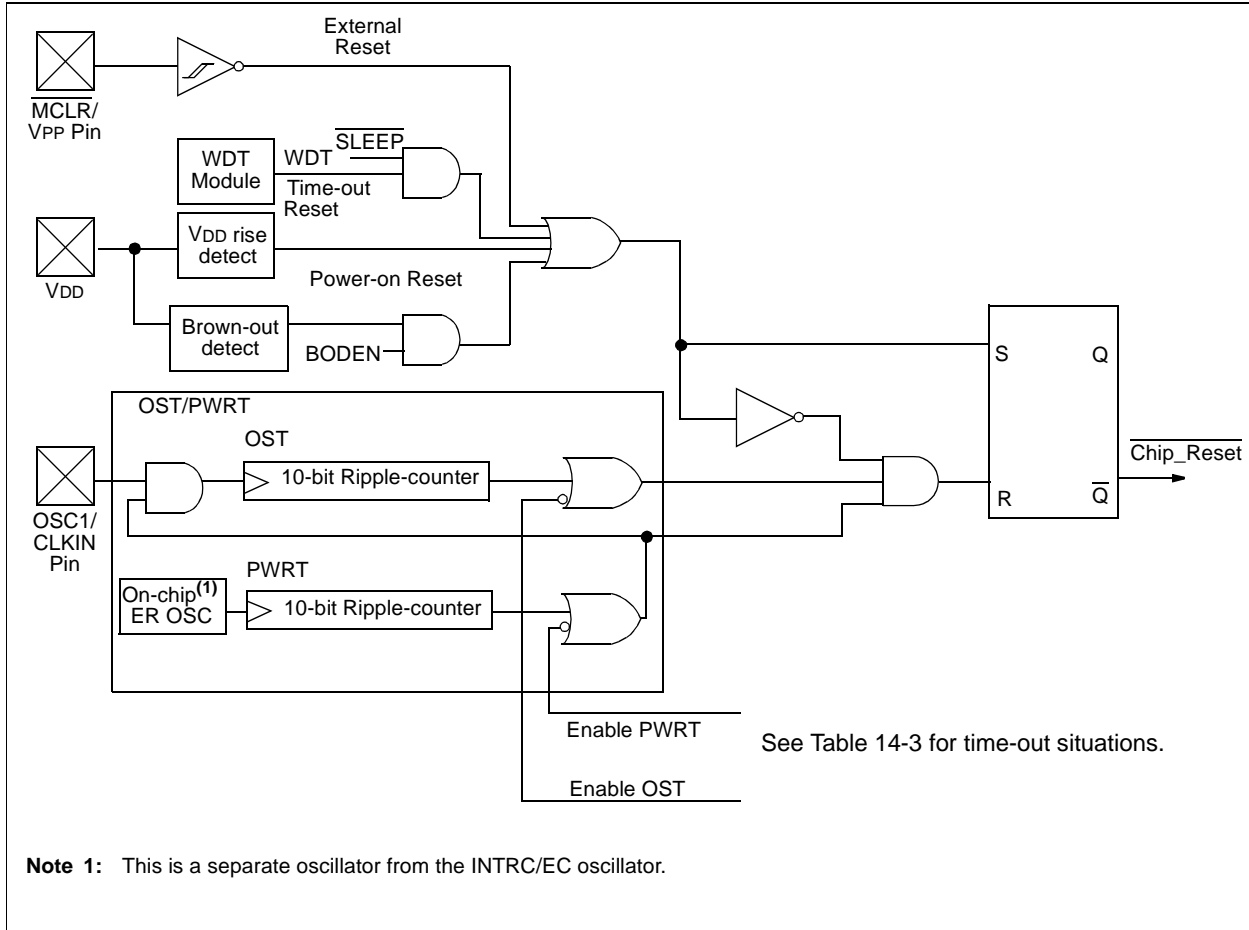 External
Reset
MCLR/
VPP Pin
SLEEP
WDT
Module
WDT
Time-out
Reset
VDD rise
detect
VDD
Power-on Reset
Brown-out
detect
BODEN
S
Q
OST/PWRT
OST
10-bit Ripple-counter
Chip_Reset
R
Q
OSC1/
CLKIN
Pin
PWRT
On-chip(1)
ER OSC
10-bit Ripple-counter
Enable PWRT
See Table 14-3 for time-out situations.
Enable OST
Note 1: This is a separate oscillator from the INTRC/EC oscillator.